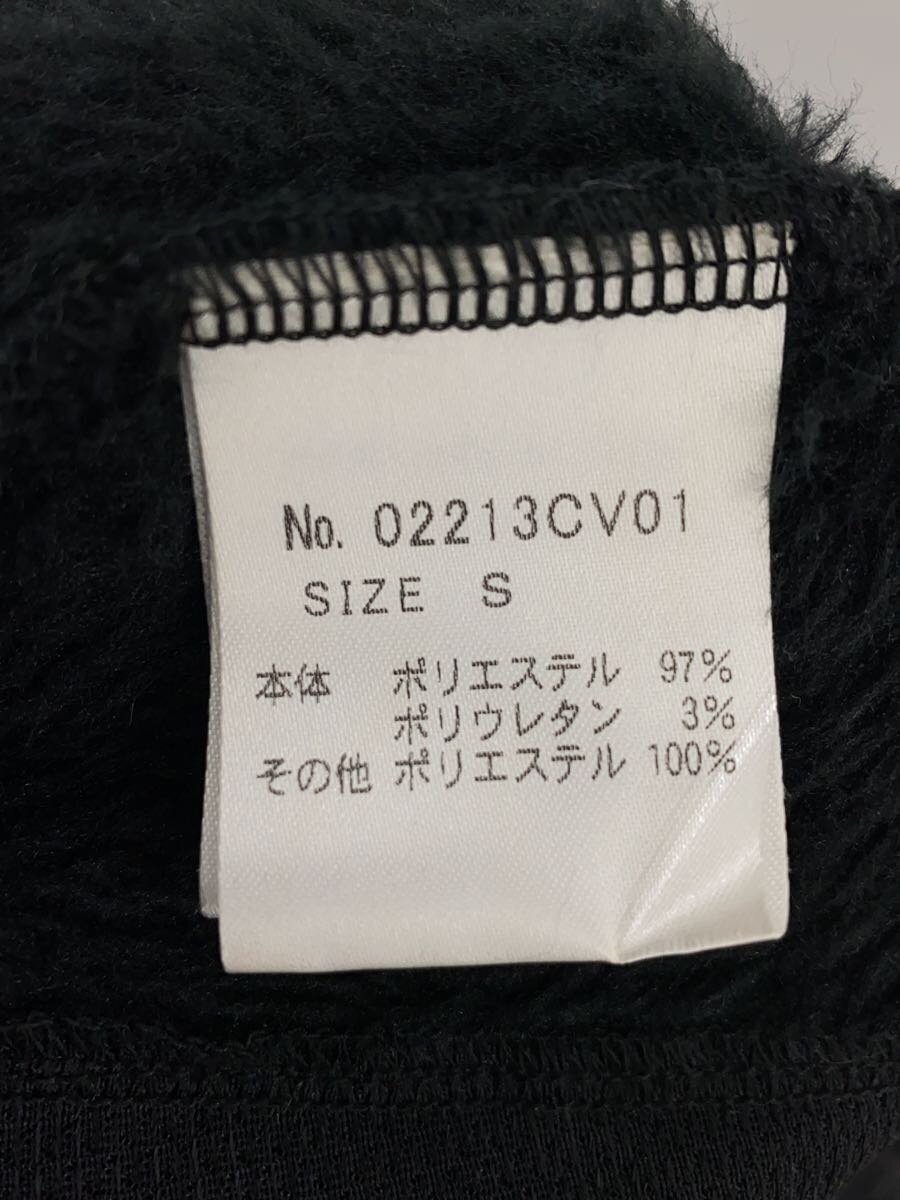 No. 02213CV01
SIZE S
本体 ポリエステル 97%
ポリウレタン 3%
その他 ポリエステル 100%